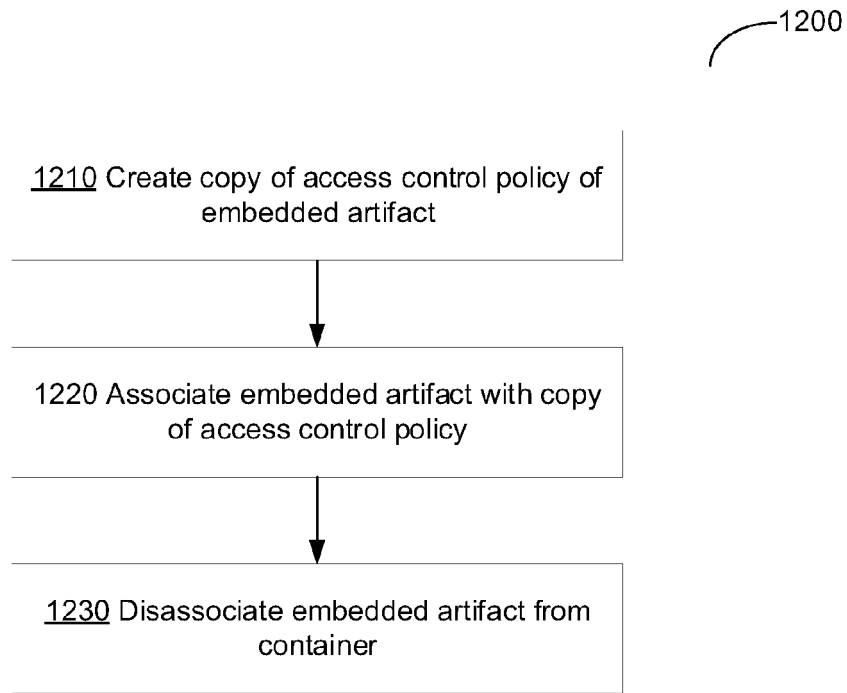 1200
1210 Create copy of access control policy of
embedded artifact
1220 Associate embedded artifact with copy
of access control policy
1230 Disassociate embedded artifact from
container